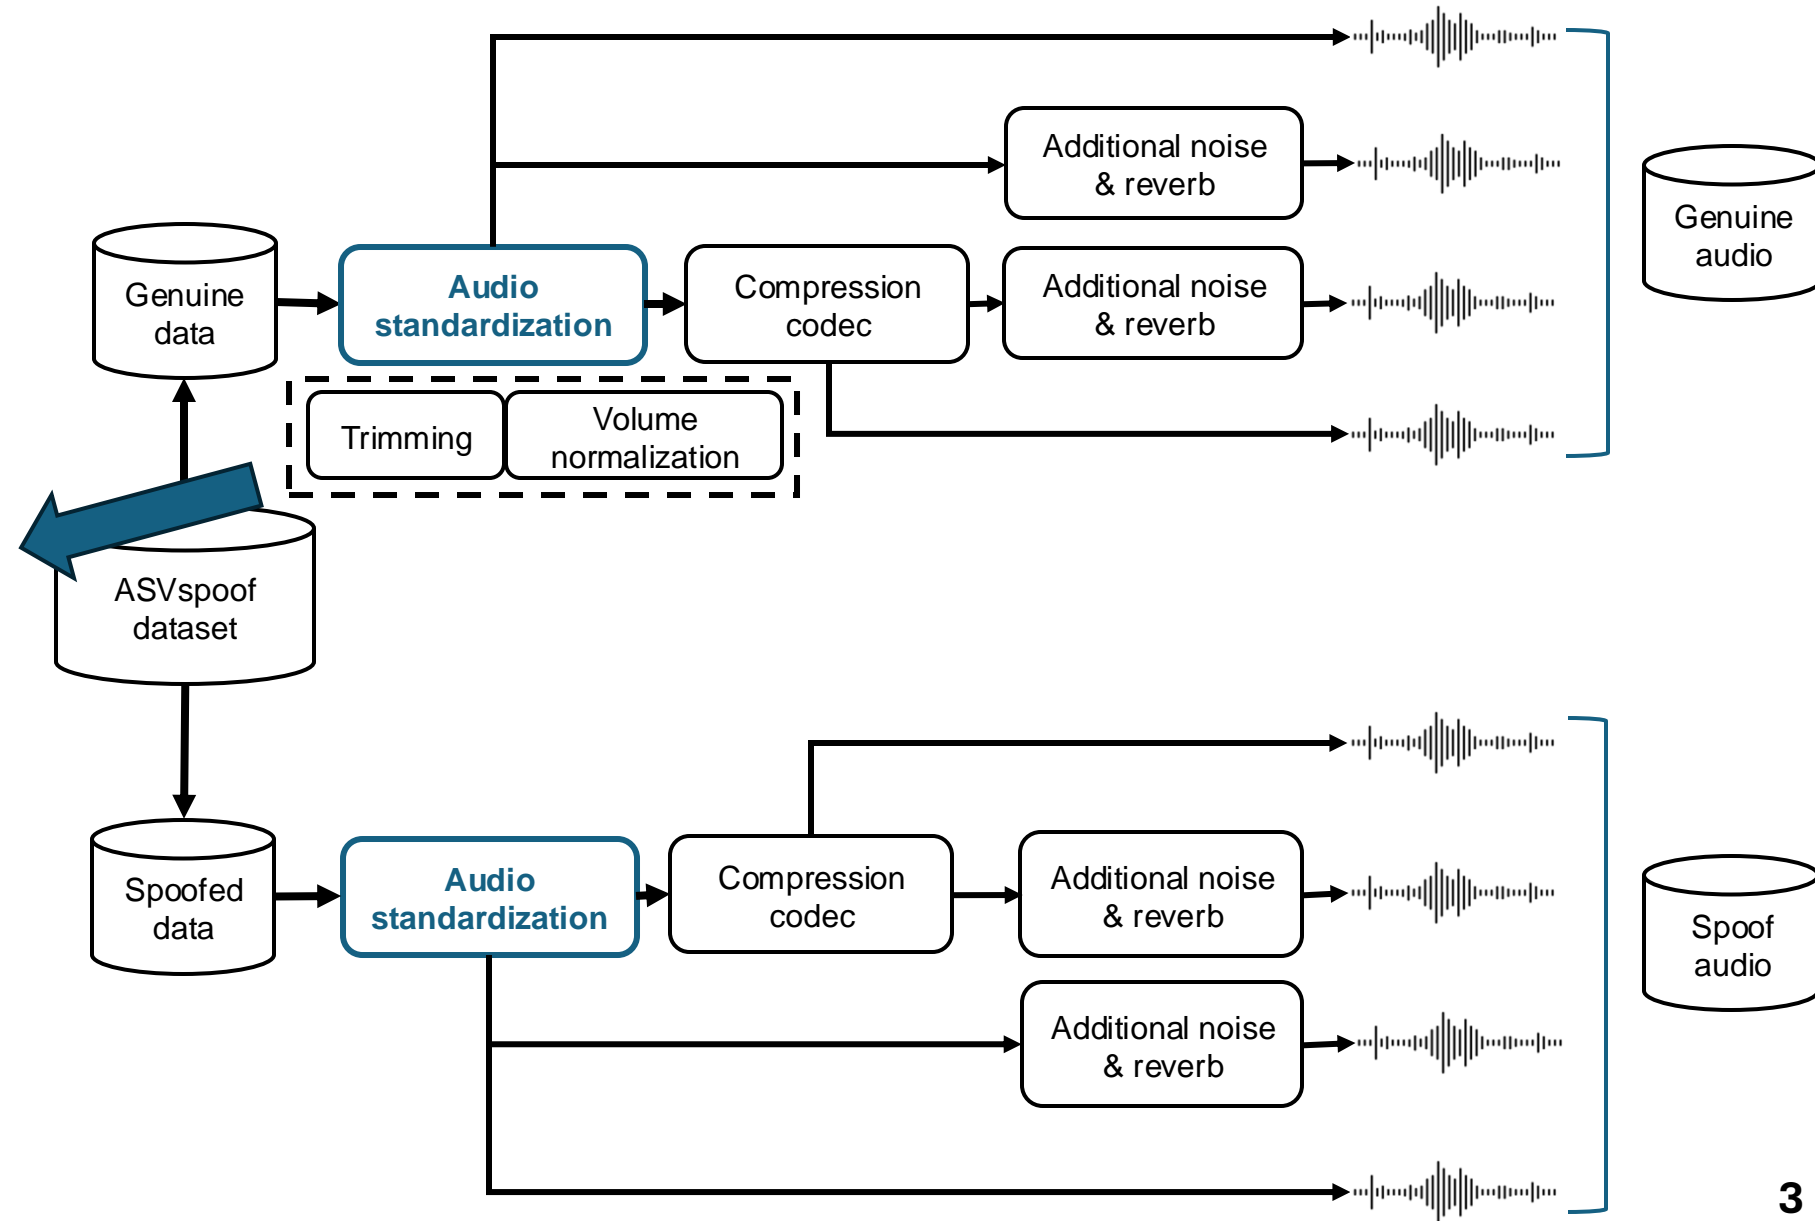 Additional noise
& reverb
Genuine
audio
Genuine
data
Audio
standardization
Compression
codec
Additional noise
& reverb
Trimming
Volume
normalization
ASVspoof
dataset
Spoofed
data
Audio
standardization
Compression
codec
Additional noise
& reverb
Spoof
audio
Additional noise
& reverb
3